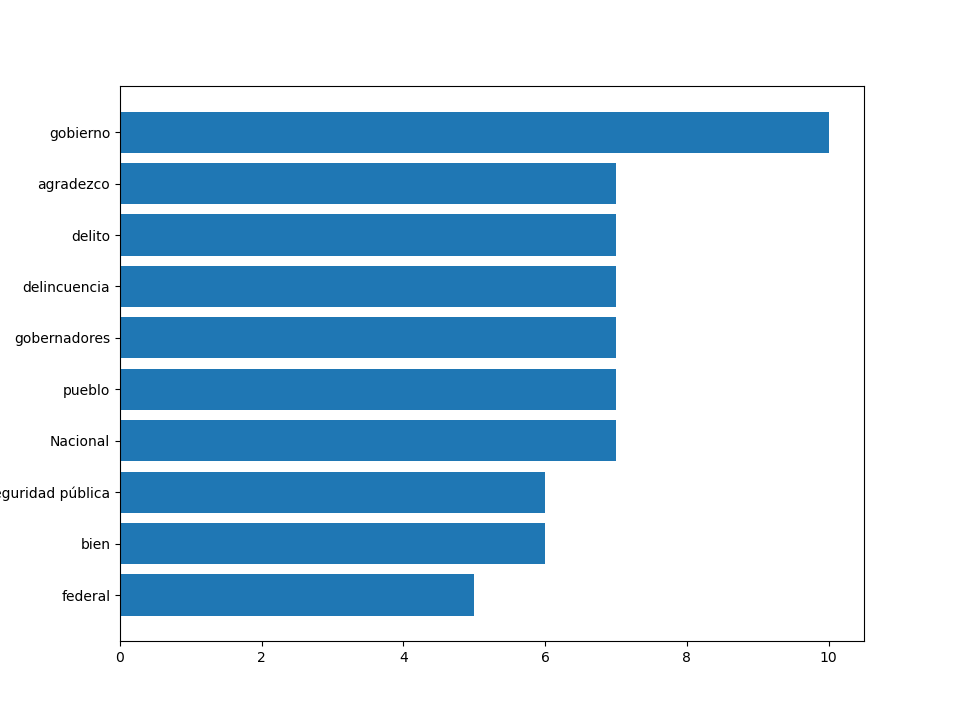 gobierno
agradezco
delito
delincuencia
gobernadores
pueblo
Nacional
eguridad pública
bien
federal
0 2 4 6 8 10